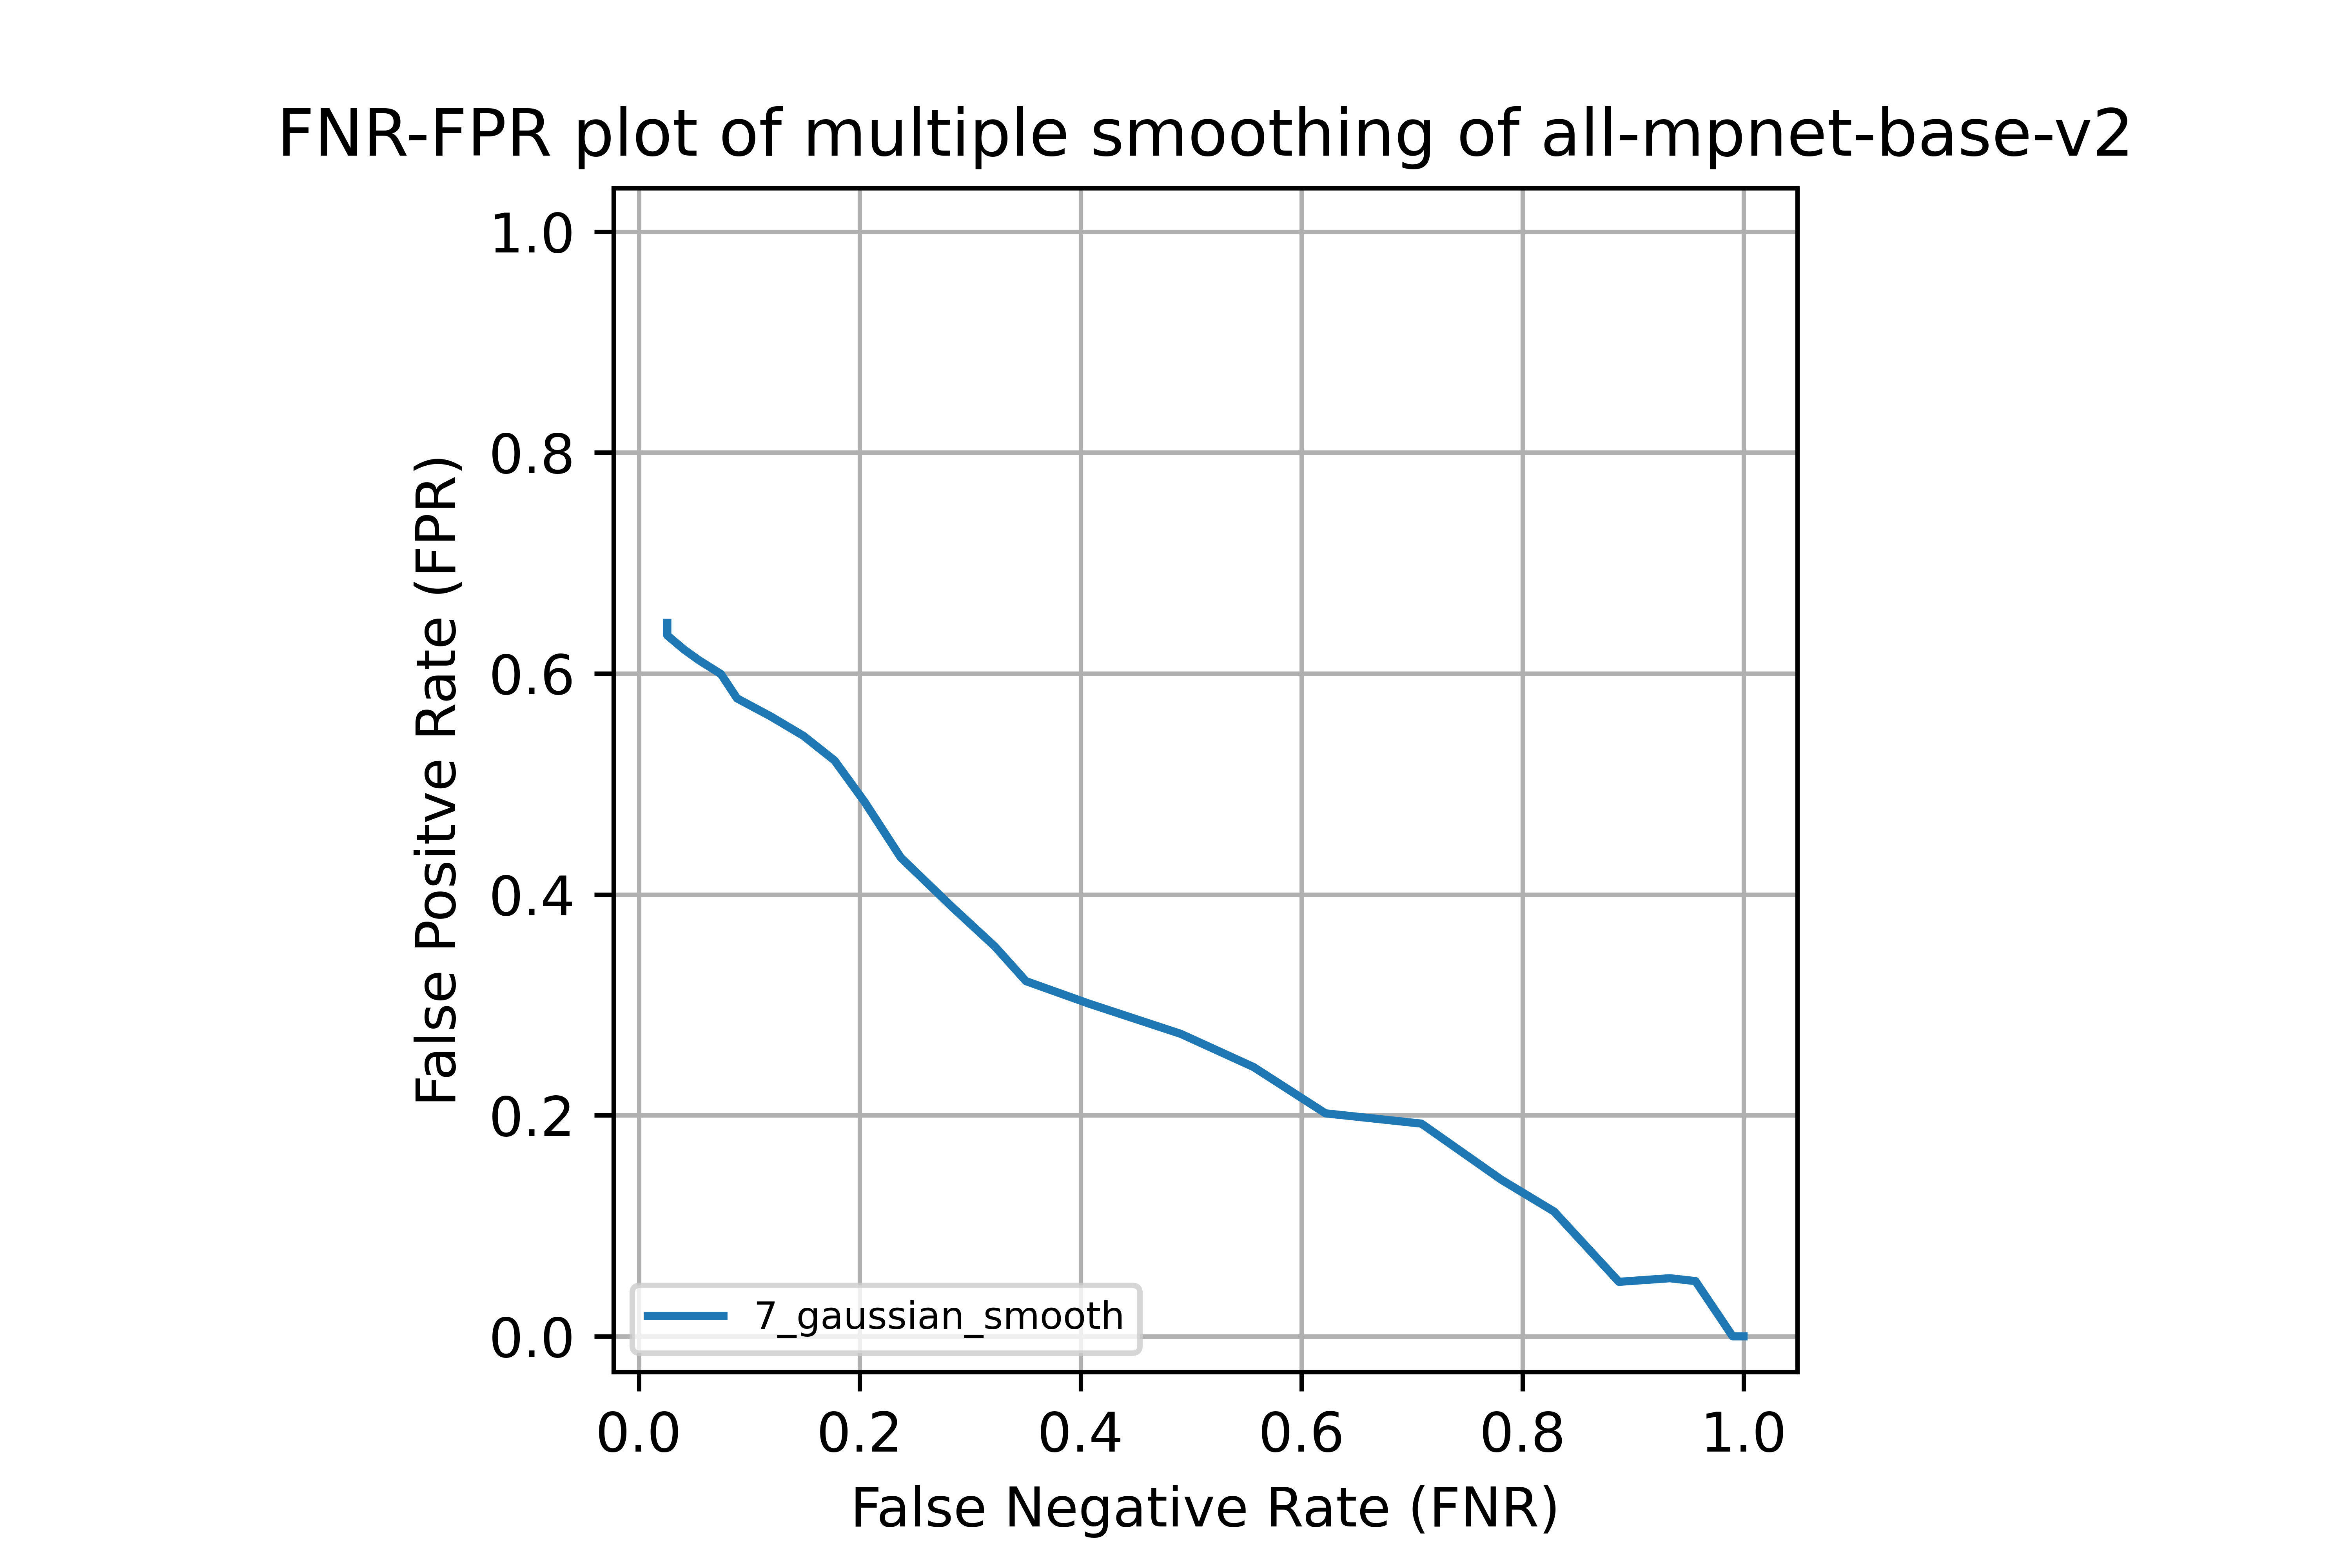 FNR-FPR plot of multiple smoothing of all-mpnet-base-v2
False Positve Rate (FPR)
1.0
0.8
0.6
0.4
0.2
0.0
7_gaussian_smooth
0.0 0.2 0.4 0.6 0.8 1.0
False Negative Rate (FNR)